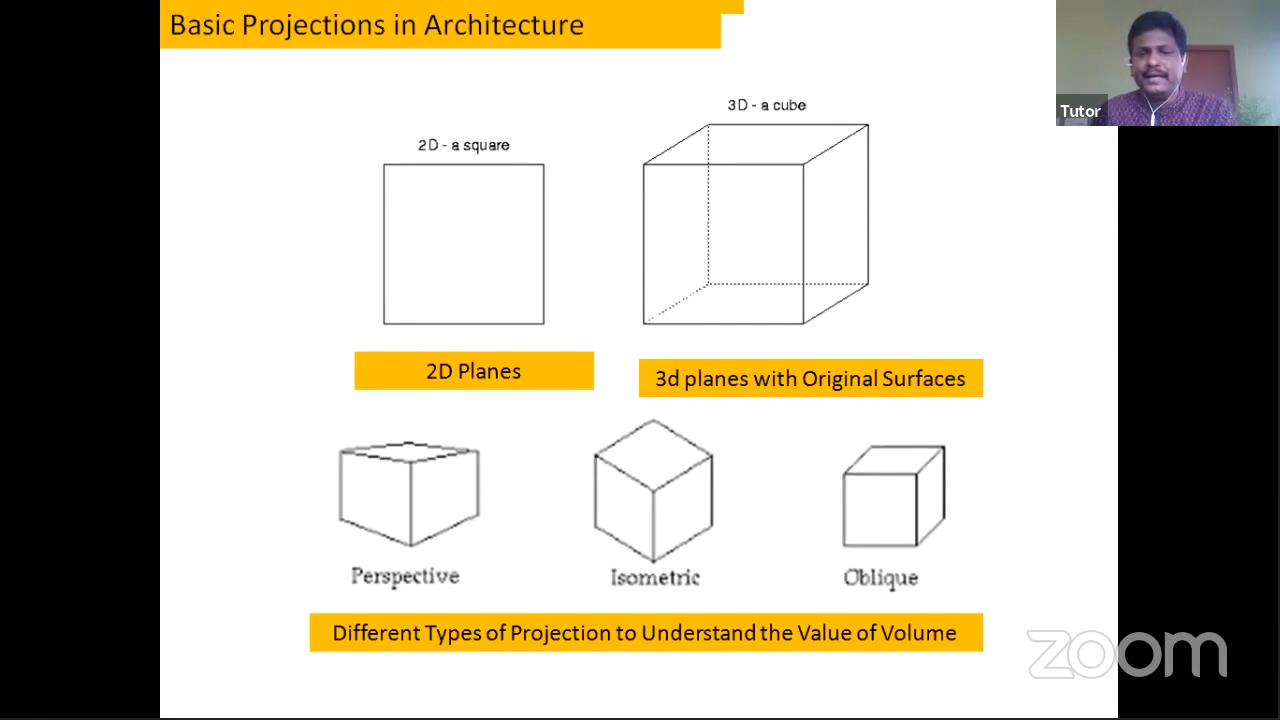 Basic Projections in Architecture
Tutor
2D - a square
3D - a cube
2D Planes
3d planes with Original Surfaces
Perspective
Isometric
Oblique
Different Types of Projection to Understand the Value of Volume
zoom